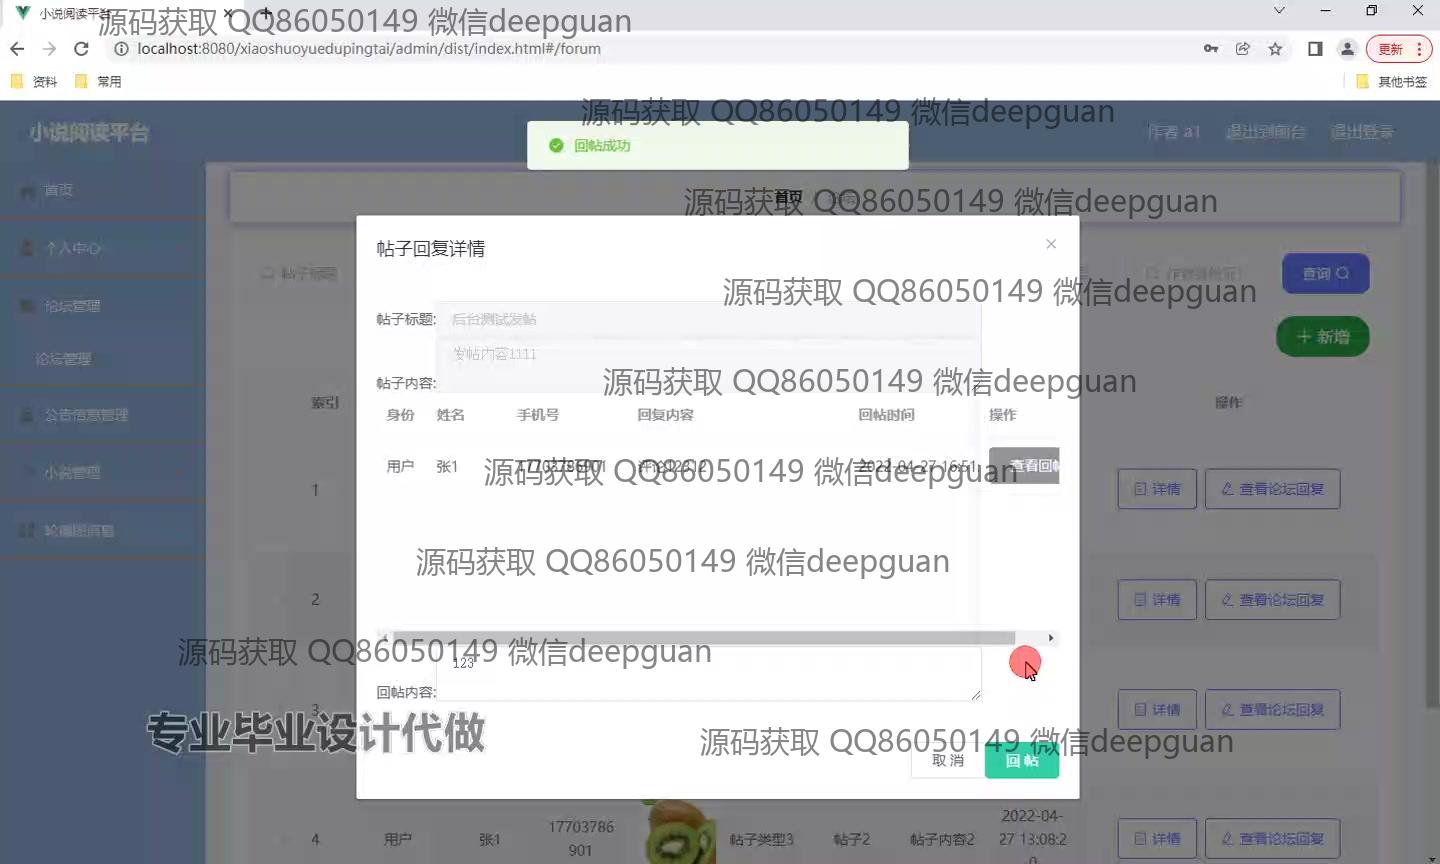 小说阅读平台
源码获取 QQ86050149 微信deepguan
localhost:8080/xiaoshuoyuedupingtai/admin/dist/index.html#/forum
更新
资料
常用
其他书签
源码获取 QQ86050149 微信deepguan
小说阅读平台
回帖成功
作者 a1
退出到前台
退出登录
首页
源码获取 QQ86050149 微信deepguan
首页
个人中心
论坛管理
论坛管理
公告信息管理
小说管理
轮播图信息
帖子标题
查询
新增
帖子回复详情
源码获取 QQ86050149 微信deepguan
帖子标题:
后台测试发帖
发帖内容1111
帖子内容:
源码获取 QQ86050149 微信deepguan
索引
操作
身份 姓名 手机号 回复内容 回帖时间 操作
用户 张1 17703786901 评论12312 2022-04-27 16:51: 查看回帖
源码获取 QQ86050149 微信deepguan
1
详情 查看论坛回复
源码获取 QQ86050149 微信deepguan
2
详情 查看论坛回复
源码获取 QQ86050149 微信deepguan
123
回帖内容:
3
详情 查看论坛回复
专业毕业设计代做
源码获取 QQ86050149 微信deepguan
取 消
回 帖
4 用户 张1 17703786901 帖子类型3 帖子2 帖子内容2 2022-04-27 13:08:20
详情 查看论坛回复